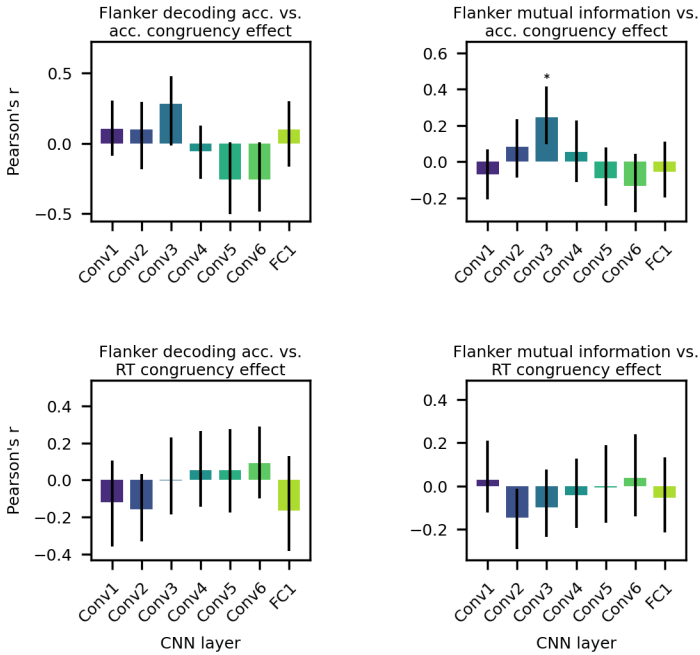 Flanker decoding acc. vs.
acc. congruency effect
Pearson's r
0.5
0.0
−0.5
Conv1
Conv2
Conv3
Conv4
Conv5
Conv6
FC1
Flanker mutual information vs.
acc. congruency effect
0.6
0.4
0.2
0.0
−0.2
*
Conv1
Conv2
Conv3
Conv4
Conv5
Conv6
FC1
Flanker decoding acc. vs.
RT congruency effect
Pearson's r
0.4
0.2
0.0
−0.2
−0.4
Conv1
Conv2
Conv3
Conv4
Conv5
Conv6
FC1
CNN layer
Flanker mutual information vs.
RT congruency effect
0.4
0.2
0.0
−0.2
Conv1
Conv2
Conv3
Conv4
Conv5
Conv6
FC1
CNN layer